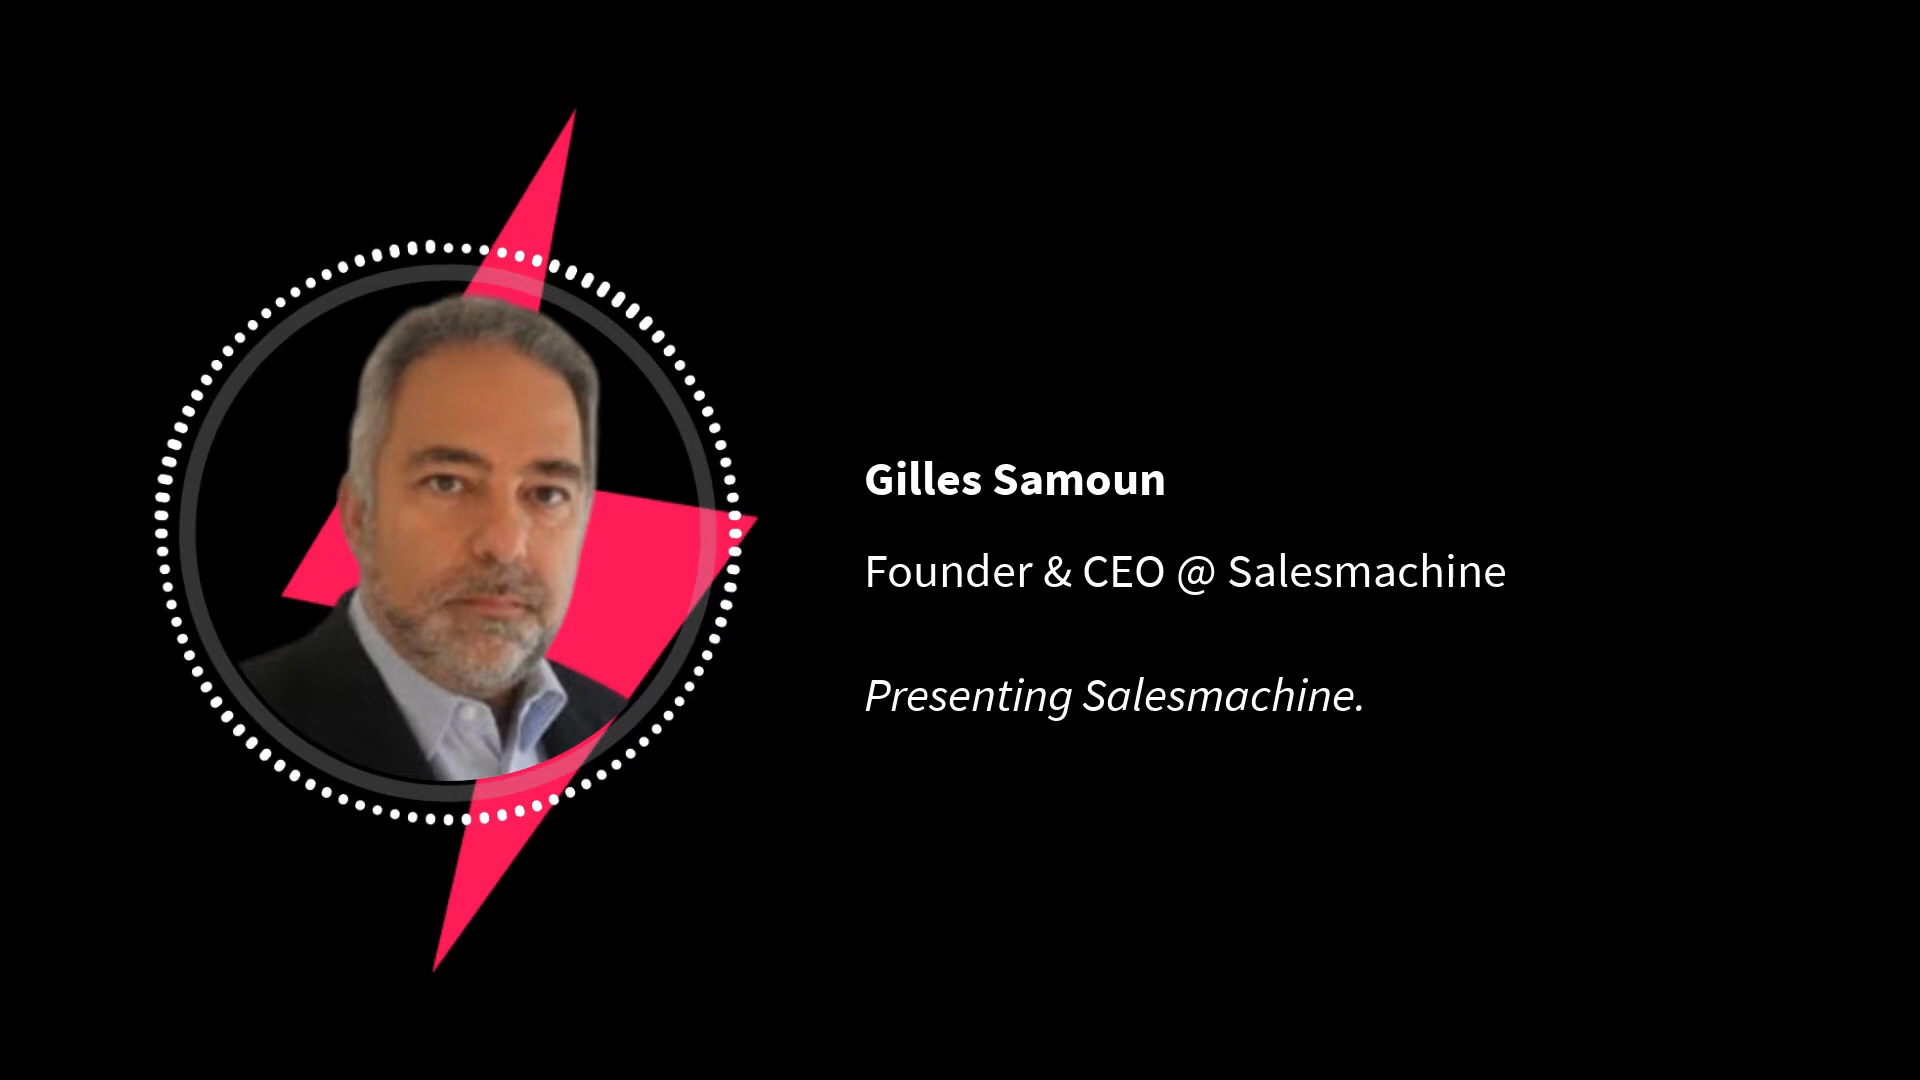 Gilles Samoun
Founder & CEO @ Salesmachine
Presenting Salesmachine.